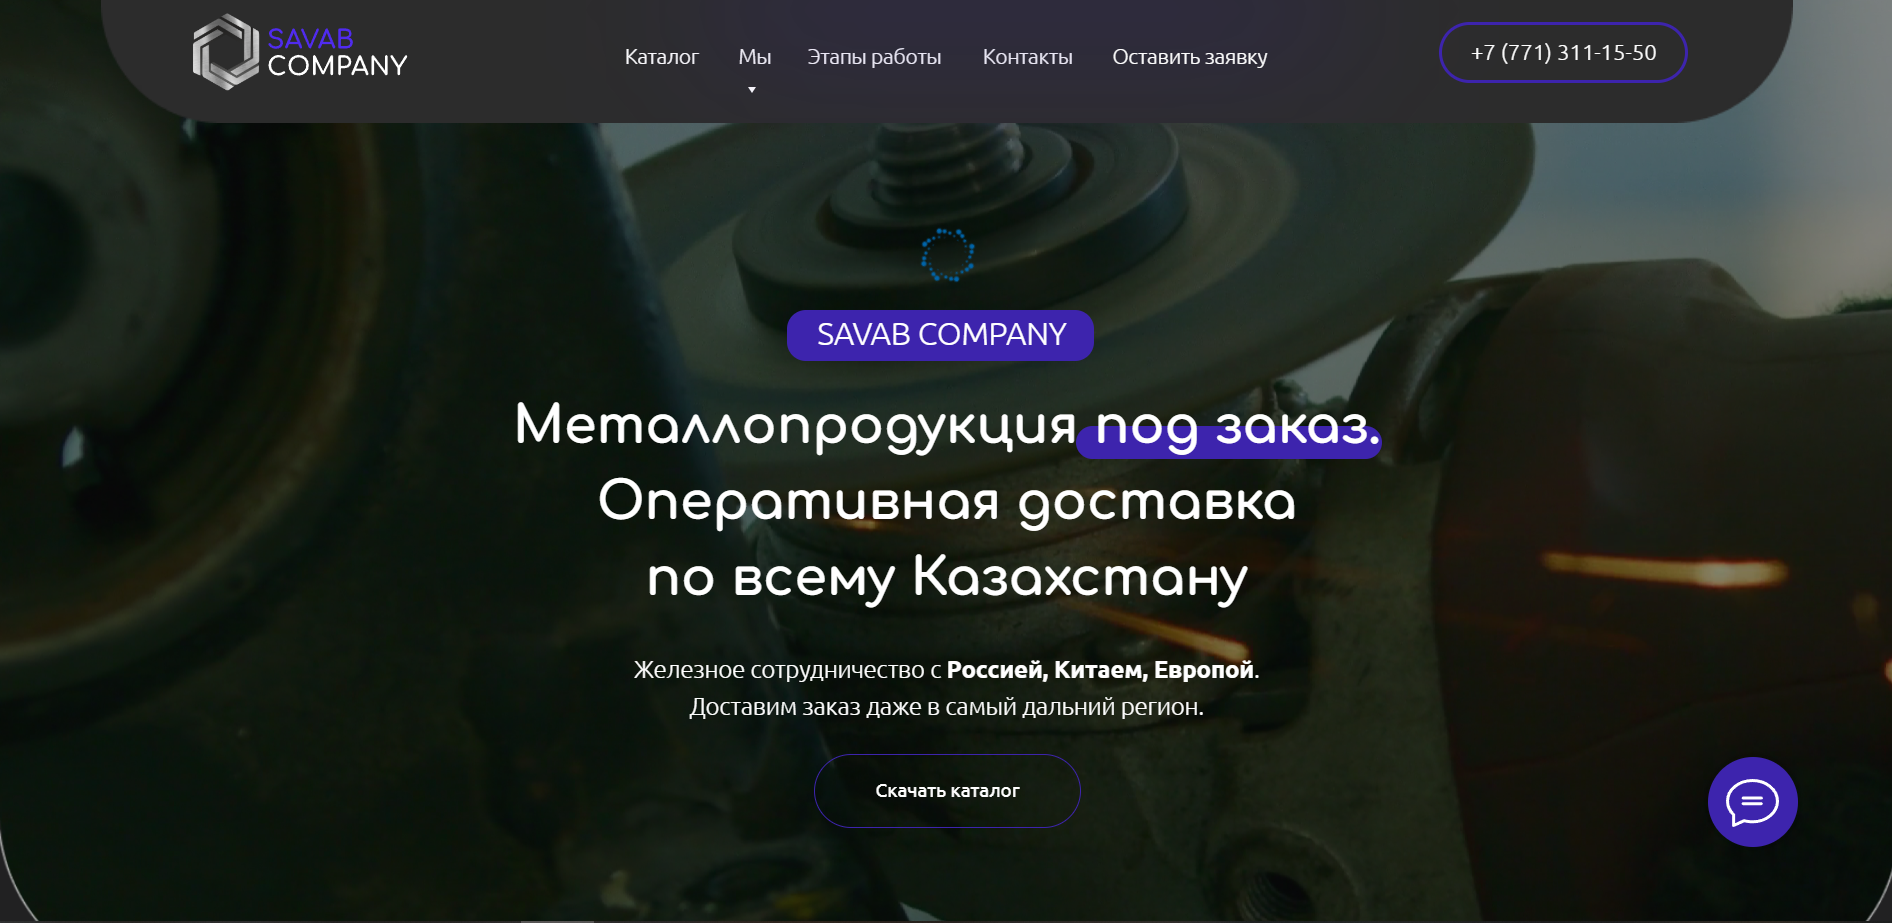 SAVAB
COMPANY
Каталог Мы Этапы работы Контакты Оставить заявку
+7 (771) 311-15-50
SAVAB COMPANY
Металлопродукция под заказ.
Оперативная доставка
по всему Казахстану
Железное сотрудничество с Россией, Китаем, Европой.
Доставим заказ даже в самый дальний регион.
Скачать каталог